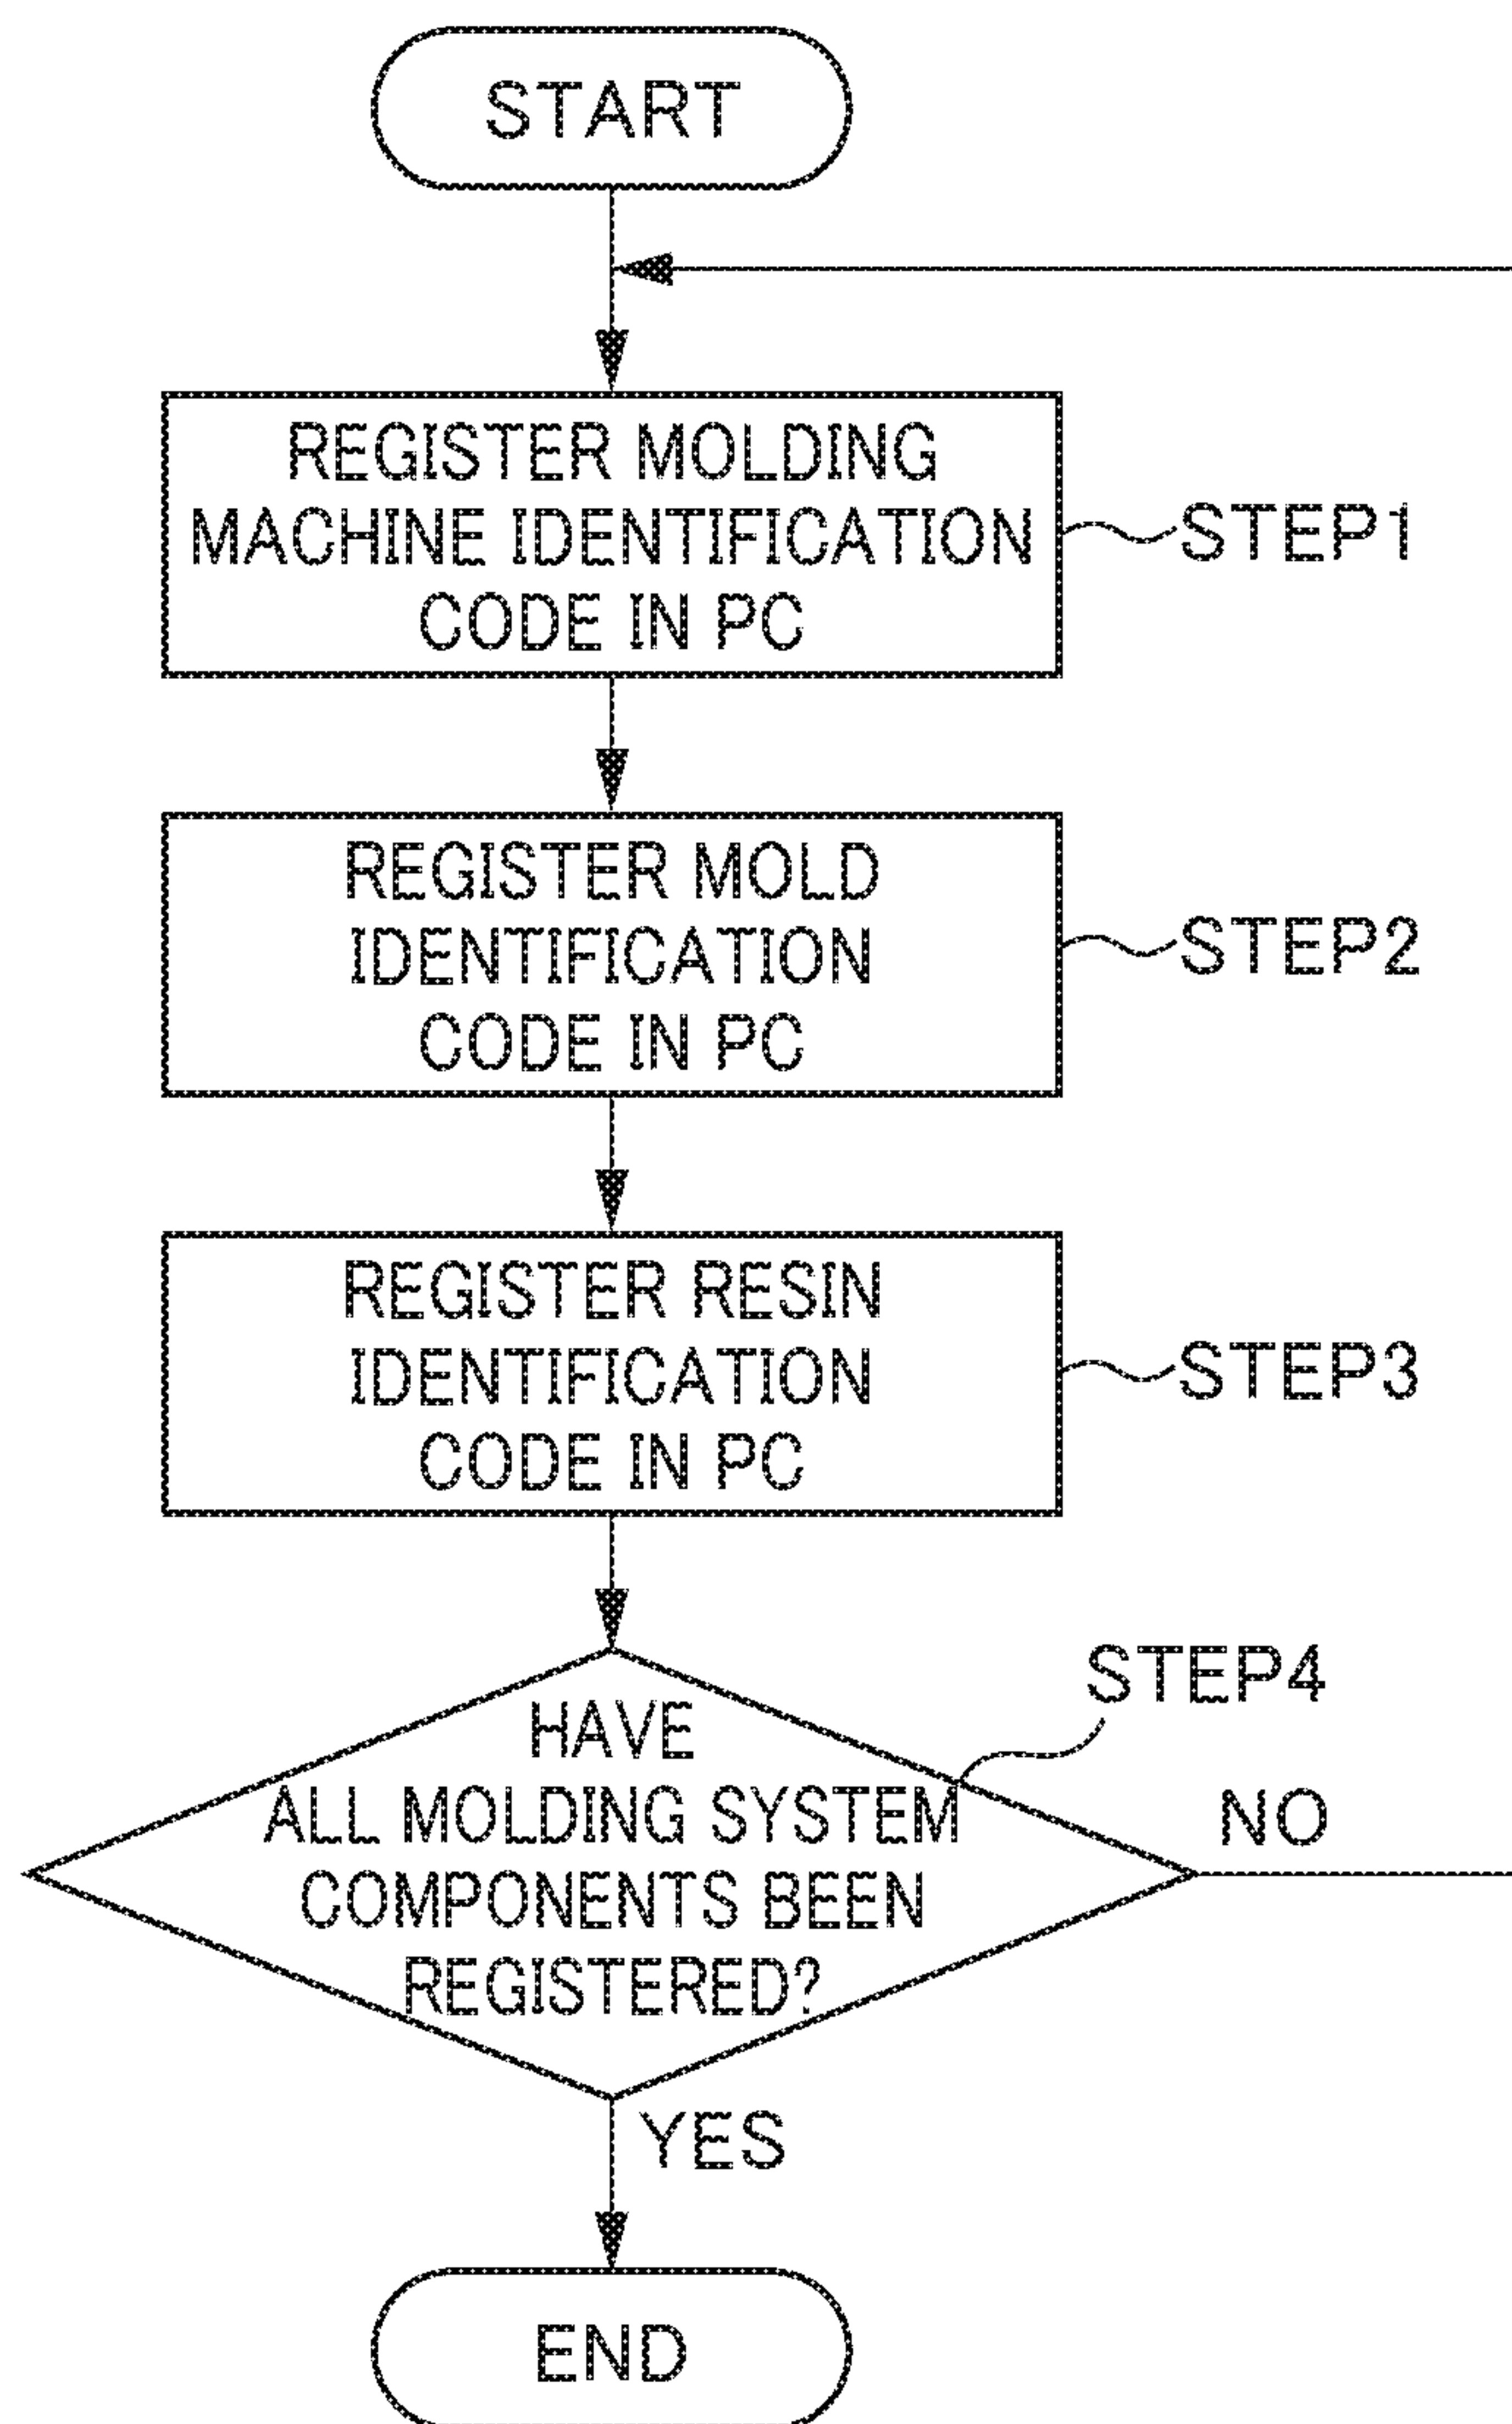 START
REGISTER MOLDING
MACHINE IDENTIFICATION
CODE IN PC
STEP1
REGISTER MOLD
IDENTIFICATION
CODE IN PC
STEP2
REGISTER RESIN
IDENTIFICATION
CODE IN PC
STEP3
STEP4
HAVE
ALL MOLDING SYSTEM
COMPONENTS BEEN
REGISTERED?
NO
YES
END